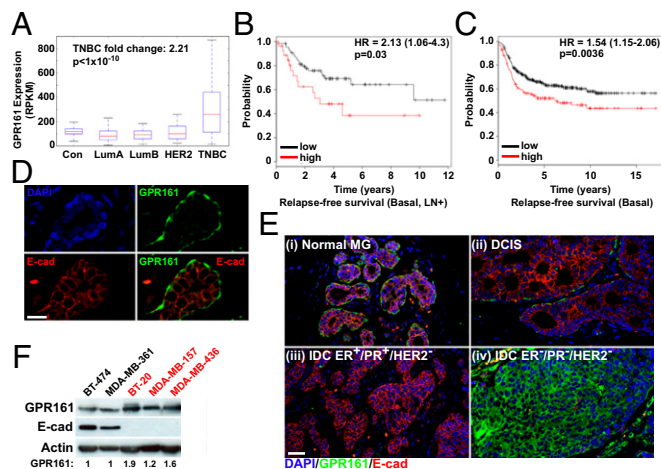 A
GPR161 Expression
(RPKM)
800
600
400
200
0
TNBC fold change: 2.21
p<1x10⁻¹⁰
Con LumA LumB HER2 TNBC
B
Probability
1.0
0.8
0.6
0.4
0.2
0
HR = 2.13 (1.06-4.3)
p=0.03
low
high
0 2 4 6 8 10 12
Time (years)
Relapse-free survival (Basal, LN+)
C
Probability
1.0
0.8
0.6
0.4
0.2
0
HR = 1.54 (1.15-2.06)
p=0.0036
low
high
0 5 10 15
Time (years)
Relapse-free survival (Basal)
D
DAPI
GPR161
E-cad
GPR161 E-cad
E
(i) Normal MG
(ii) DCIS
(iii) IDC ER⁺/PR⁺/HER2⁻
(iv) IDC ER⁻/PR⁻/HER2⁻
DAPI/GPR161/E-cad
F
BT-474
MDA-MB-361
BT-20
MDA-MB-157
MDA-MB-436
GPR161
E-cad
Actin
GPR161: 1 1 1.9 1.2 1.6